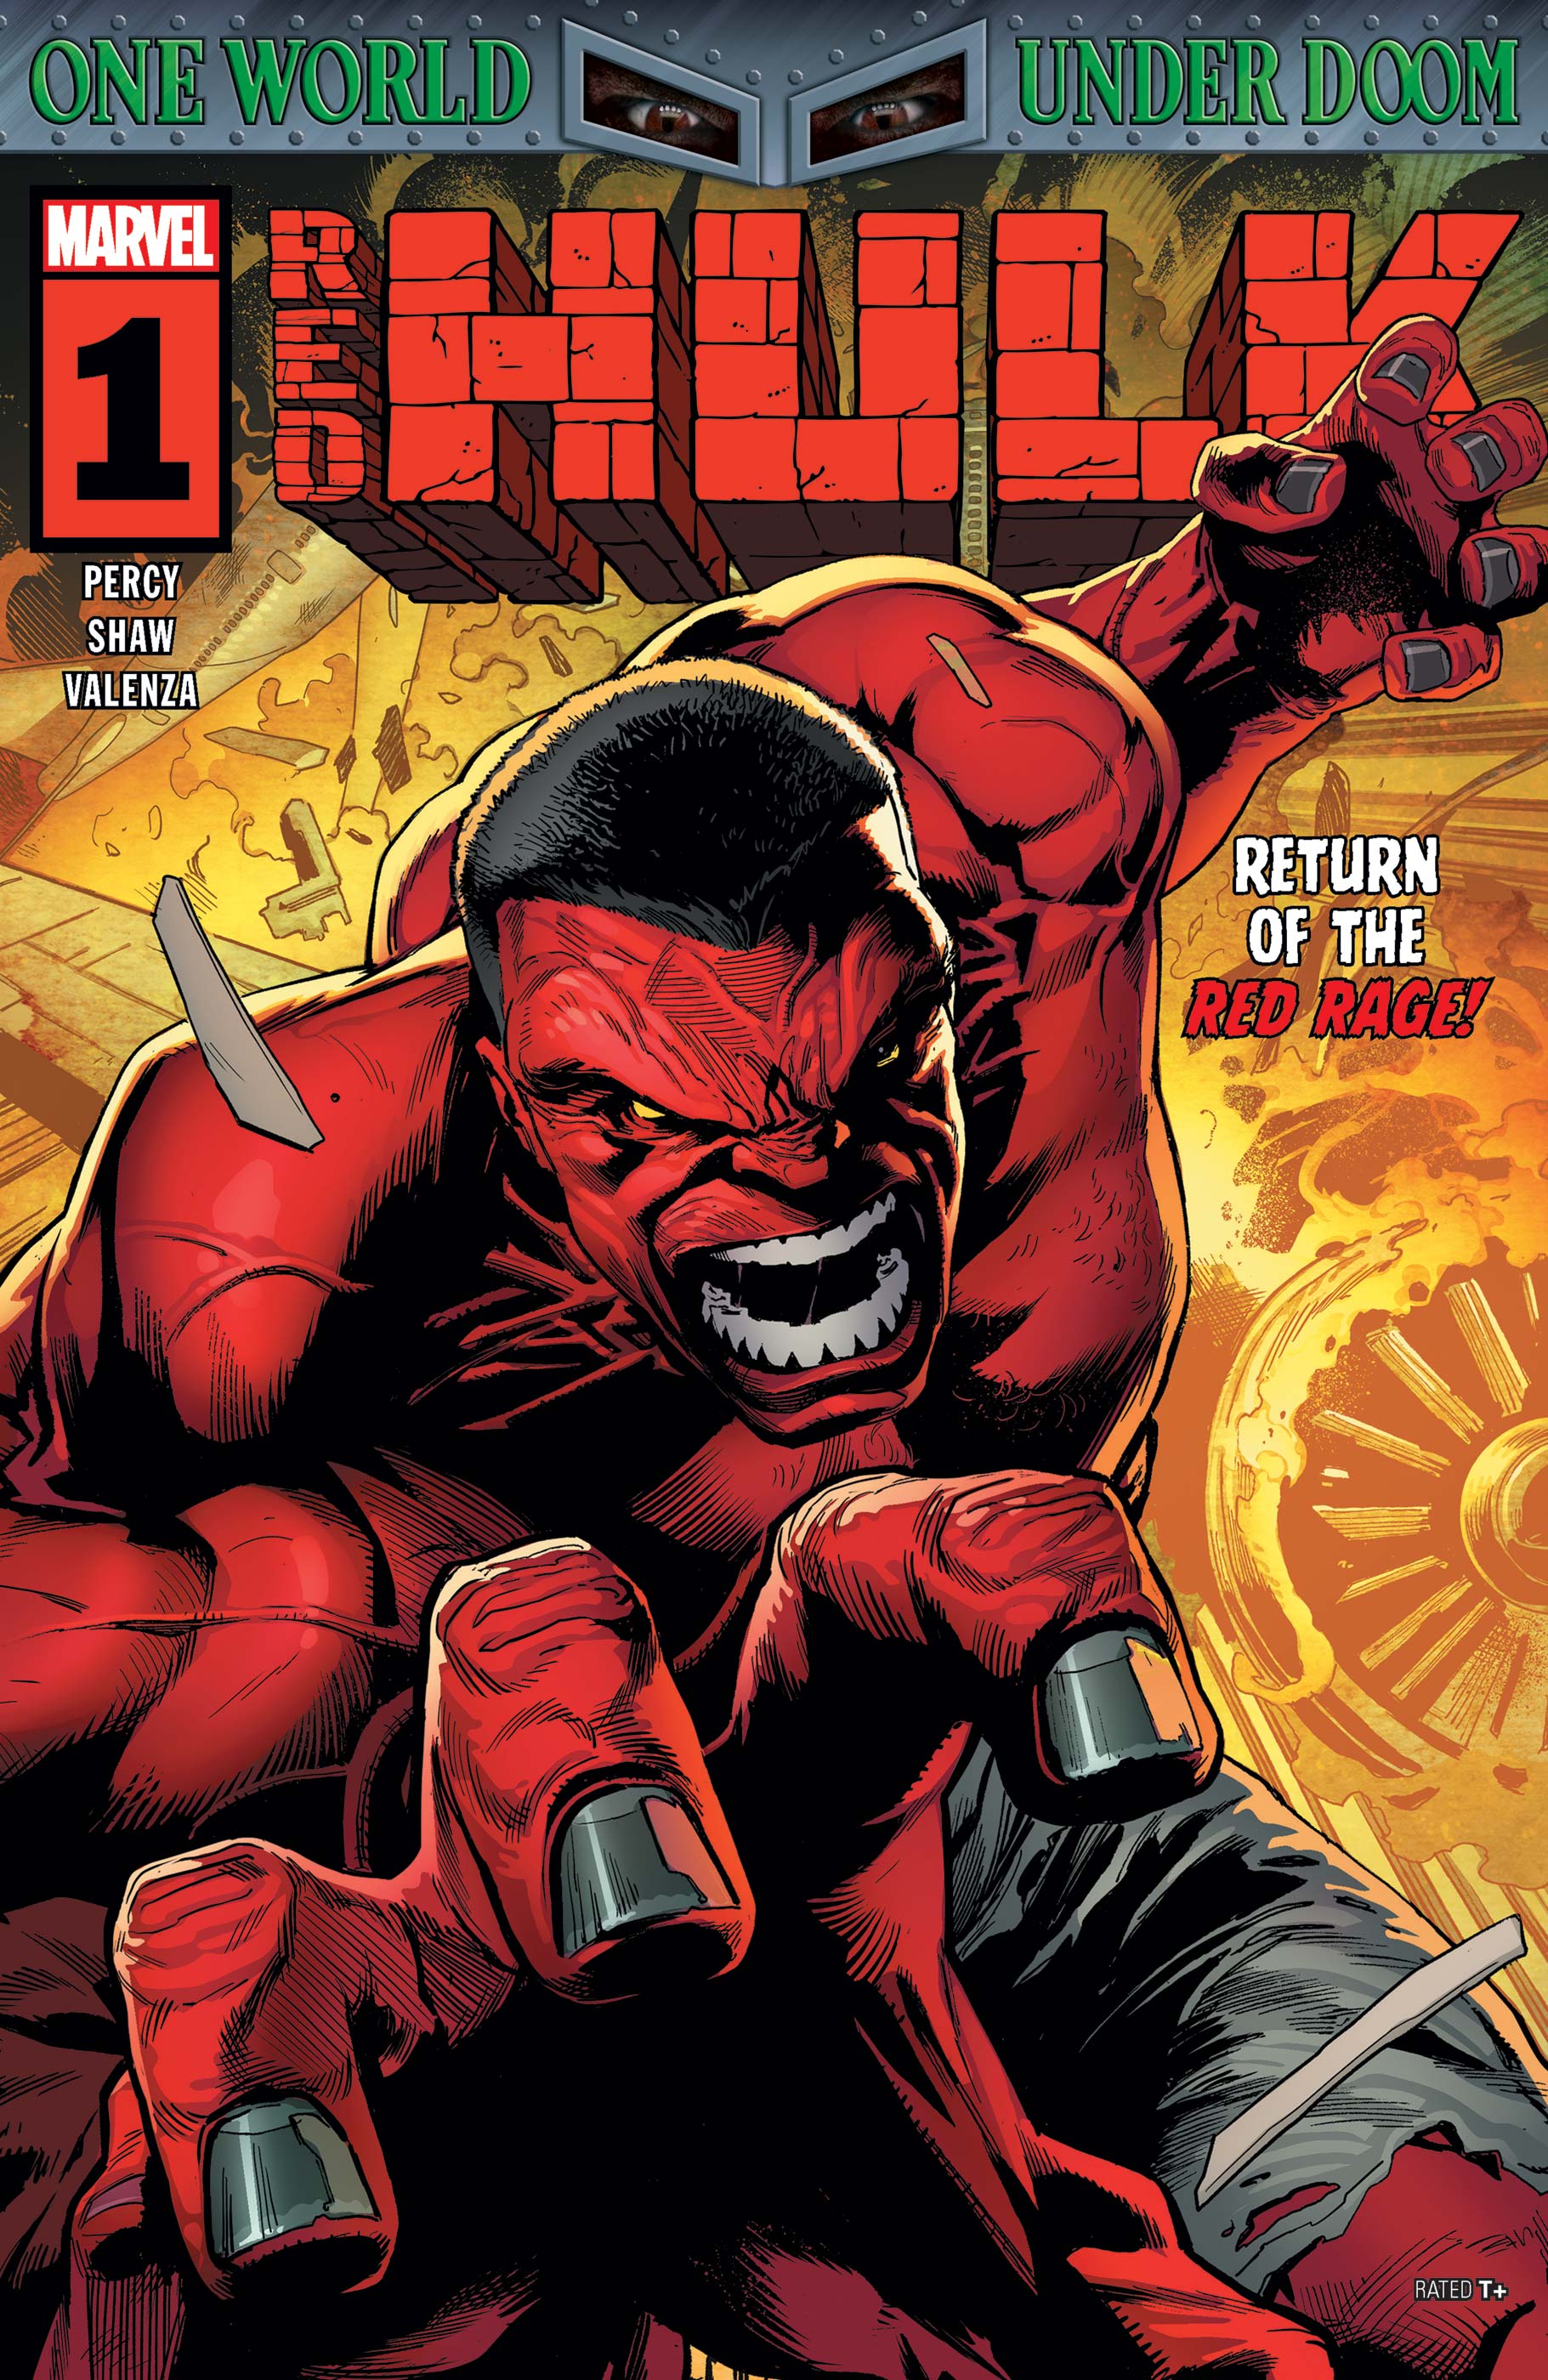 ONE WORLD UNDER DOOM
MARVEL
1
RED HULK
PERCY
SHAW
VALENZA
RETURN
OF THE
RED RAGE!
RATED T+